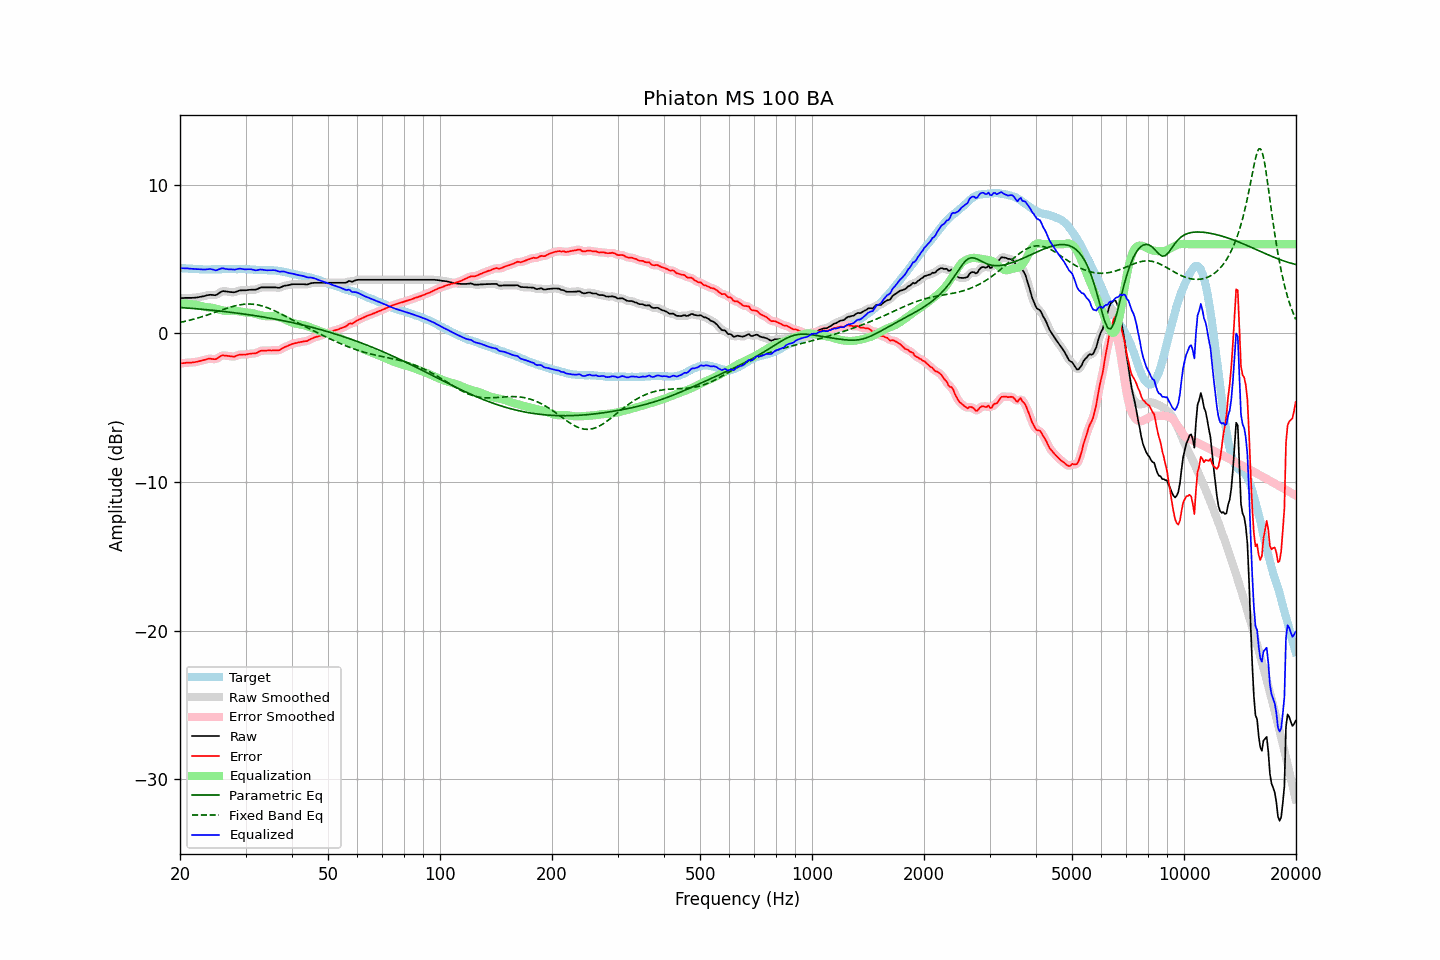 Phiaton MS 100 BA
10
0
−10
−20
−30
Amplitude (dBr)
Target
Raw Smoothed
Error Smoothed
Raw
Error
Equalization
Parametric Eq
Fixed Band Eq
Equalized
20 50 100 200 500 1000 2000 5000 10000 20000
Frequency (Hz)